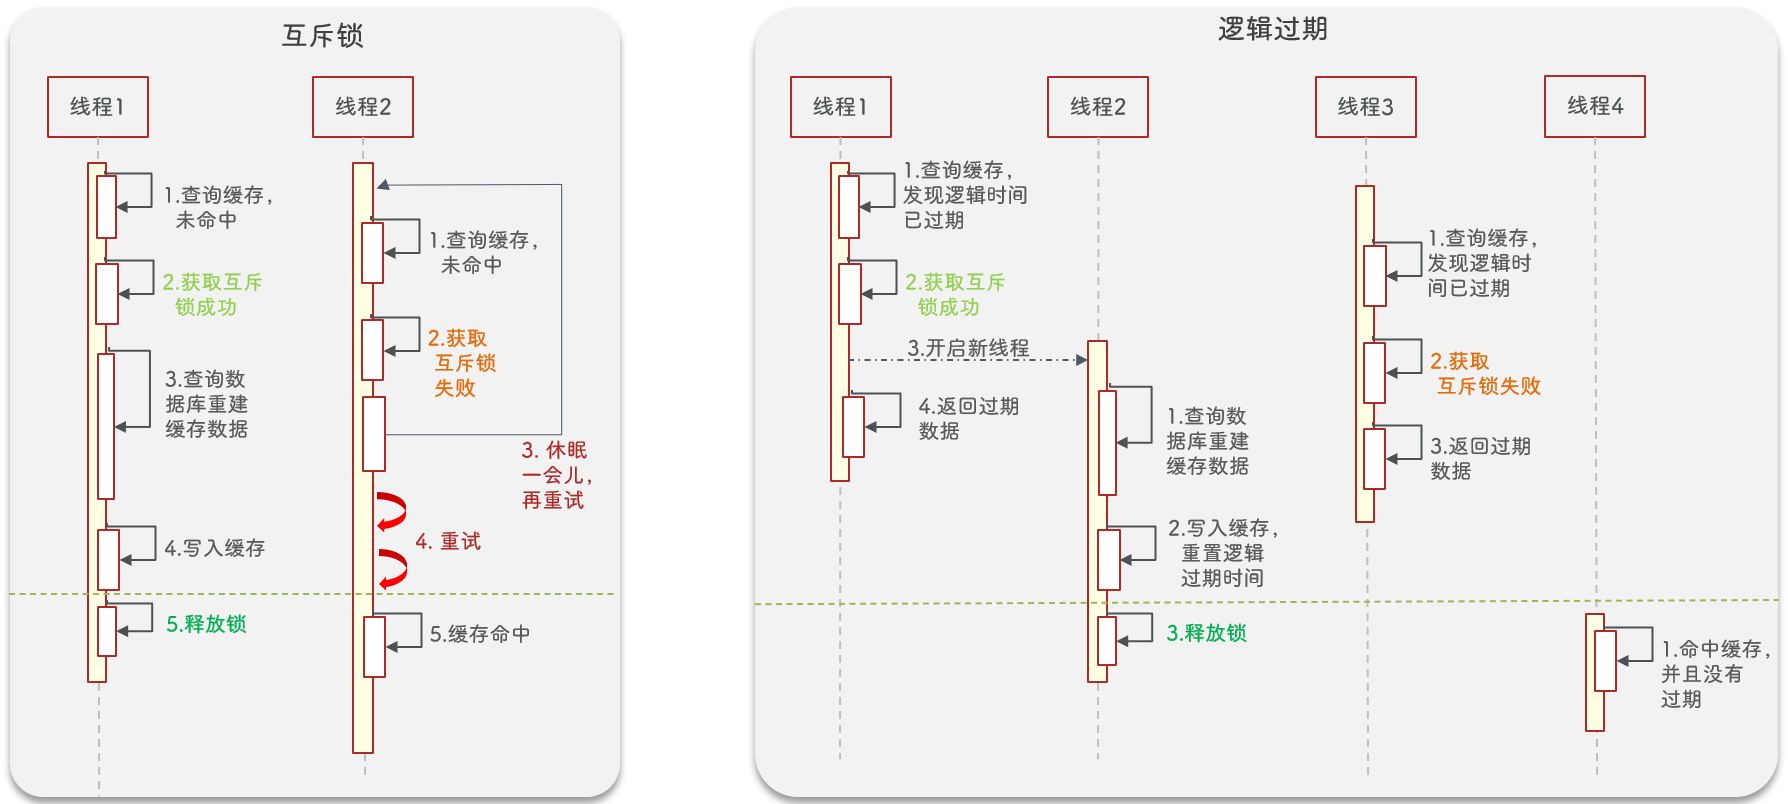 互斥锁
线程1
线程2
1.查询缓存，
未命中
2.获取互斥
锁成功
3.查询数
据库重建
缓存数据
4.写入缓存
5.释放锁
1.查询缓存，
未命中
2.获取
互斥锁
失败
3. 休眠
一会儿，
再重试
4. 重试
5.缓存命中
逻辑过期
线程1
线程2
线程3
线程4
1.查询缓存，
发现逻辑时间
已过期
2.获取互斥
锁成功
3.开启新线程
4.返回过期
数据
1.查询数
据库重建
缓存数据
2.写入缓存，
重置逻辑
过期时间
3.释放锁
1.查询缓存，
发现逻辑时
间已过期
2.获取
互斥锁失败
3.返回过期
数据
1.命中缓存，
并且没有
过期